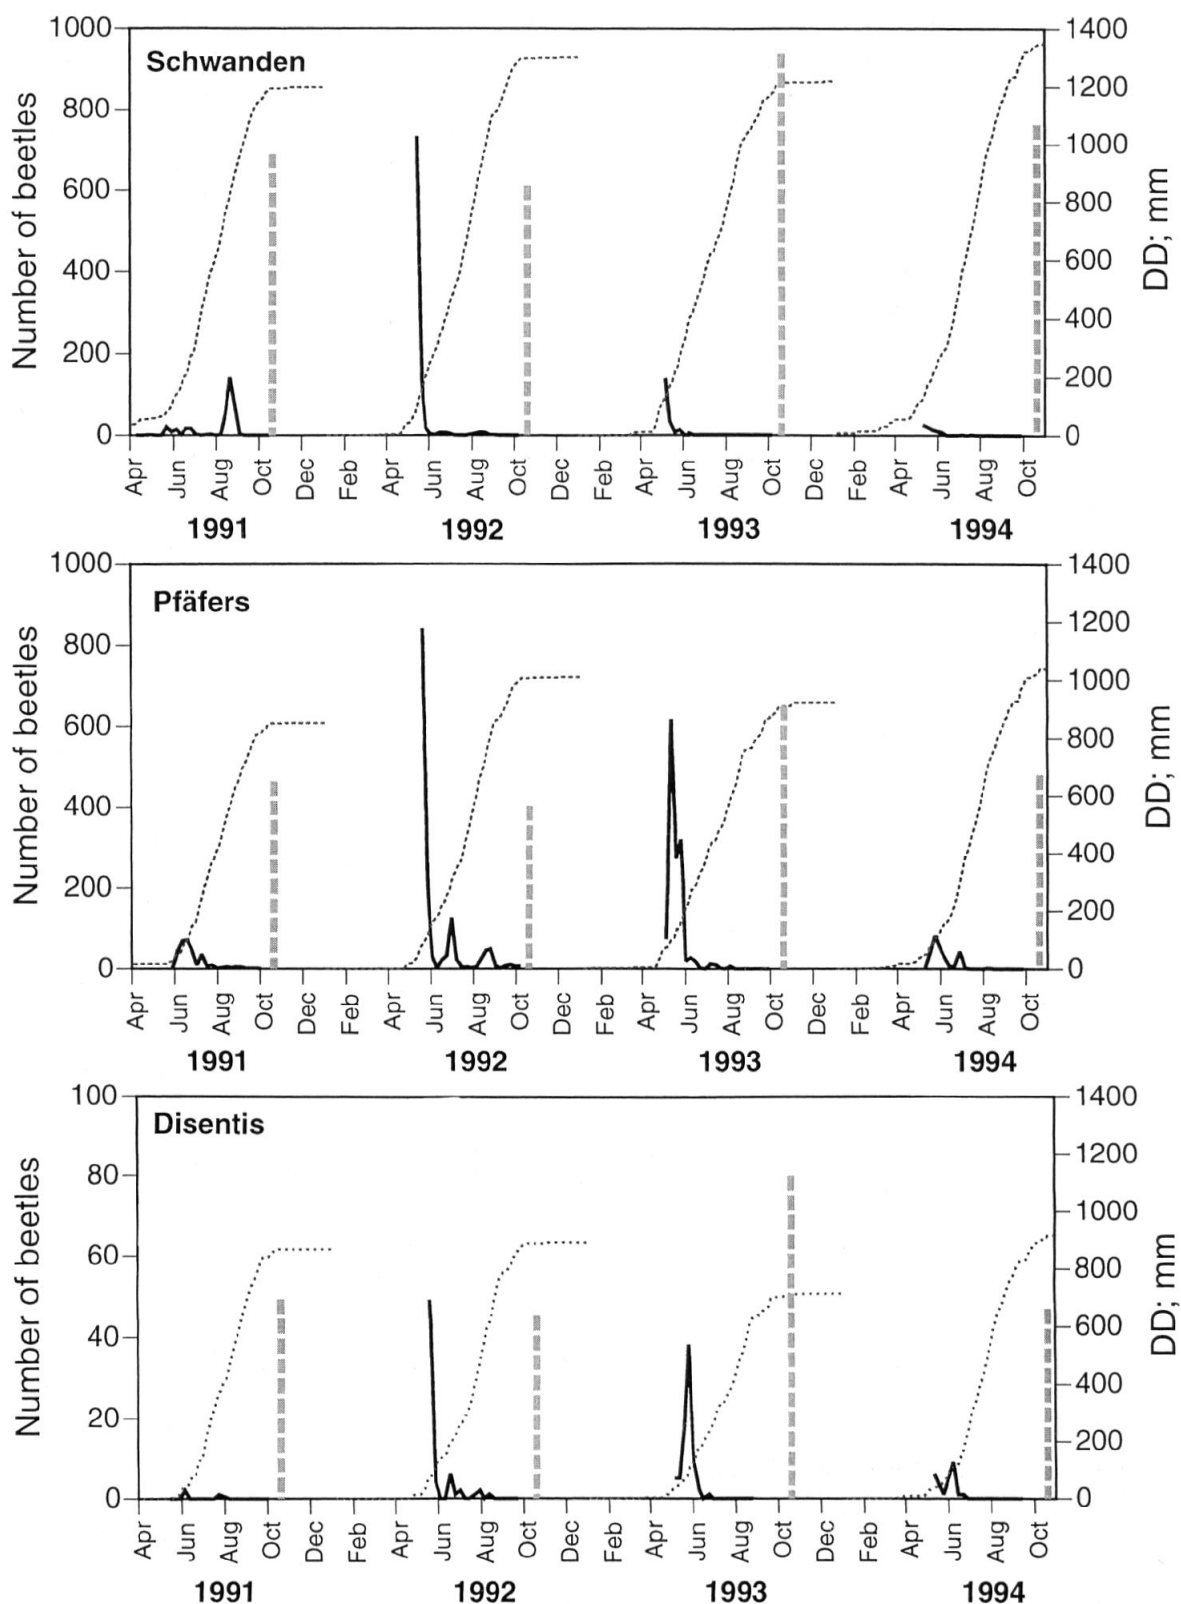 Schwanden
Number of beetles
1000
800
600
400
200
0
DD; mm
1400
1200
1000
800
600
400
200
0
Apr Jun Aug Oct Dec Feb Apr Jun Aug Oct Dec Feb Apr Jun Aug Oct Dec Feb Apr Jun Aug Oct
1991 1992 1993 1994
Pfäfers
Number of beetles
1000
800
600
400
200
0
DD; mm
1400
1200
1000
800
600
400
200
0
Apr Jun Aug Oct Dec Feb Apr Jun Aug Oct Dec Feb Apr Jun Aug Oct Dec Feb Apr Jun Aug Oct
1991 1992 1993 1994
Disentis
Number of beetles
100
80
60
40
20
0
DD; mm
1400
1200
1000
800
600
400
200
0
Apr Jun Aug Oct Dec Feb Apr Jun Aug Oct Dec Feb Apr Jun Aug Oct Dec Feb Apr Jun Aug Oct
1991 1992 1993 1994